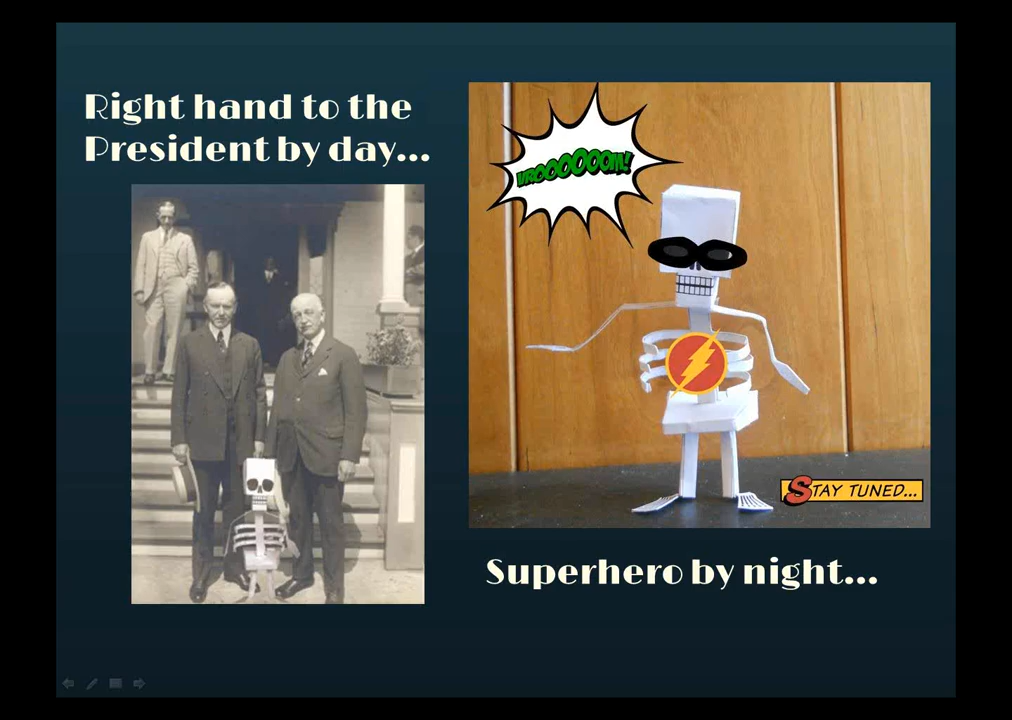 Right hand to the
President by day...
VROOOOOOM!
STAY TUNED...
Superhero by night...